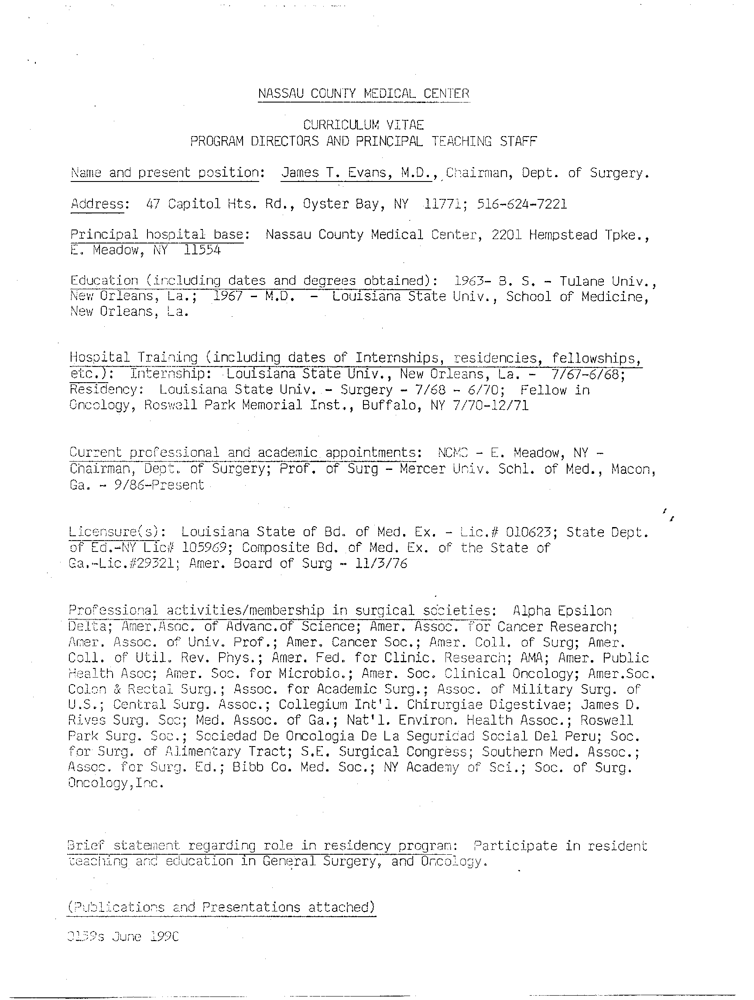 NASSAU COUNTY MEDICAL CENTER
CURRICULUM VITAE
PROGRAM DIRECTORS AND PRINCIPAL TEACHING STAFF
Name and present position: James T. Evans, M.D., Chairman, Dept. of Surgery.
Address: 47 Capitol Hts. Rd., Oyster Bay, NY 11771; 516-624-7221
Principal hospital base: Nassau County Medical Center, 2201 Hempstead Tpke.,
E. Meadow, NY 11554
Education (including dates and degrees obtained): 1963- B. S. - Tulane Univ.,
New Orleans, La.; 1967 - M.D. - Louisiana State Univ., School of Medicine,
New Orleans, La.
Hospital Training (including dates of Internships, residencies, fellowships,
etc.): Internship: Louisiana State Univ., New Orleans, La. - 7/67-6/68;
Residency: Louisiana State Univ. - Surgery - 7/68 - 6/70; Fellow in
Oncology, Roswell Park Memorial Inst., Buffalo, NY 7/70-12/71
Current professional and academic appointments: NCMC - E. Meadow, NY -
Chairman, Dept. of Surgery; Prof. of Surg - Mercer Univ. Schl. of Med., Macon,
Ga. - 9/86-Present
Licensure(s): Louisiana State of Bd. of Med. Ex. - Lic.# 010623; State Dept.
of Ed.-NY Lic# 105969; Composite Bd. of Med. Ex. of the State of
Ga.-Lic.#29321; Amer. Board of Surg - 11/3/76
Professional activities/membership in surgical societies: Alpha Epsilon
Delta; Amer.Asoc. of Advanc.of Science; Amer. Assoc. for Cancer Research;
Amer. Assoc. of Univ. Prof.; Amer. Cancer Soc.; Amer. Coll. of Surg; Amer.
Coll. of Util. Rev. Phys.; Amer. Fed. for Clinic. Research; AMA; Amer. Public
Health Asoc; Amer. Soc. for Microbio.; Amer. Soc. Clinical Oncology; Amer.Soc.
Colon & Rectal Surg.; Assoc. for Academic Surg.; Assoc. of Military Surg. of
U.S.; Central Surg. Assoc.; Collegium Int'l. Chirurgiae Digestivae; James D.
Rives Surg. Soc; Med. Assoc. of Ga.; Nat'l. Environ. Health Assoc.; Roswell
Park Surg. Soc.; Sociedad De Oncologia De La Seguridad Social Del Peru; Soc.
for Surg. of Alimentary Tract; S.E. Surgical Congress; Southern Med. Assoc.;
Assoc. for Surg. Ed.; Bibb Co. Med. Soc.; NY Academy of Sci.; Soc. of Surg.
Oncology,Inc.
Brief statement regarding role in residency program: Participate in resident
teaching and education in General Surgery, and Oncology.
(Publications and Presentations attached)
0139s June 1990